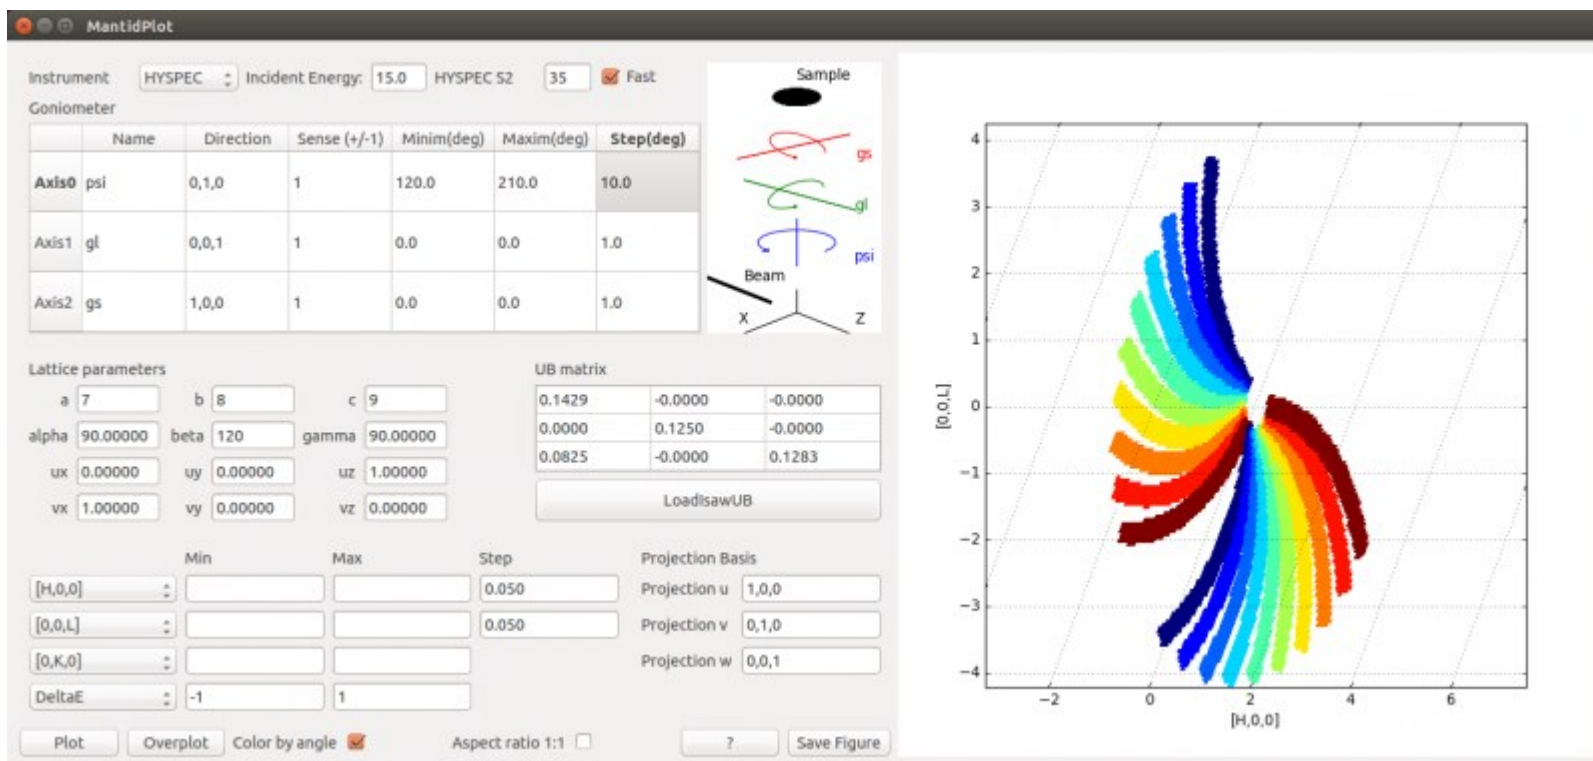 MantidPlot
Instrument HYSPEC Incident Energy: 15.0 HYSPEC S2 35 Fast
Goniometer
Name Direction Sense (+/-1) Minim(deg) Maxim(deg) Step(deg)
Axis0 psi 0,1,0 1 120.0 210.0 10.0
Axis1 gl 0,0,1 1 0.0 0.0 1.0
Axis2 gs 1,0,0 1 0.0 0.0 1.0
Sample
gs
gl
psi
Beam
X Z
Lattice parameters
a 7 b 8 c 9
alpha 90.00000 beta 120 gamma 90.00000
ux 0.00000 uy 0.00000 uz 1.00000
vx 1.00000 vy 0.00000 vz 0.00000
UB matrix
0.1429 -0.0000 -0.0000
0.0000 0.1250 -0.0000
0.0825 -0.0000 0.1283
LoadIsawUB
Min Max Step
[H,0,0] 0.050
[0,0,L] 0.050
[0,K,0]
DeltaE -1 1
Projection Basis
Projection u 1,0,0
Projection v 0,1,0
Projection w 0,0,1
Plot Overplot Color by angle Aspect ratio 1:1 ? Save Figure
4
3
2
1
0
−1
−2
−3
−4
[0,0,L]
−2 0 2 4 6
[H,0,0]